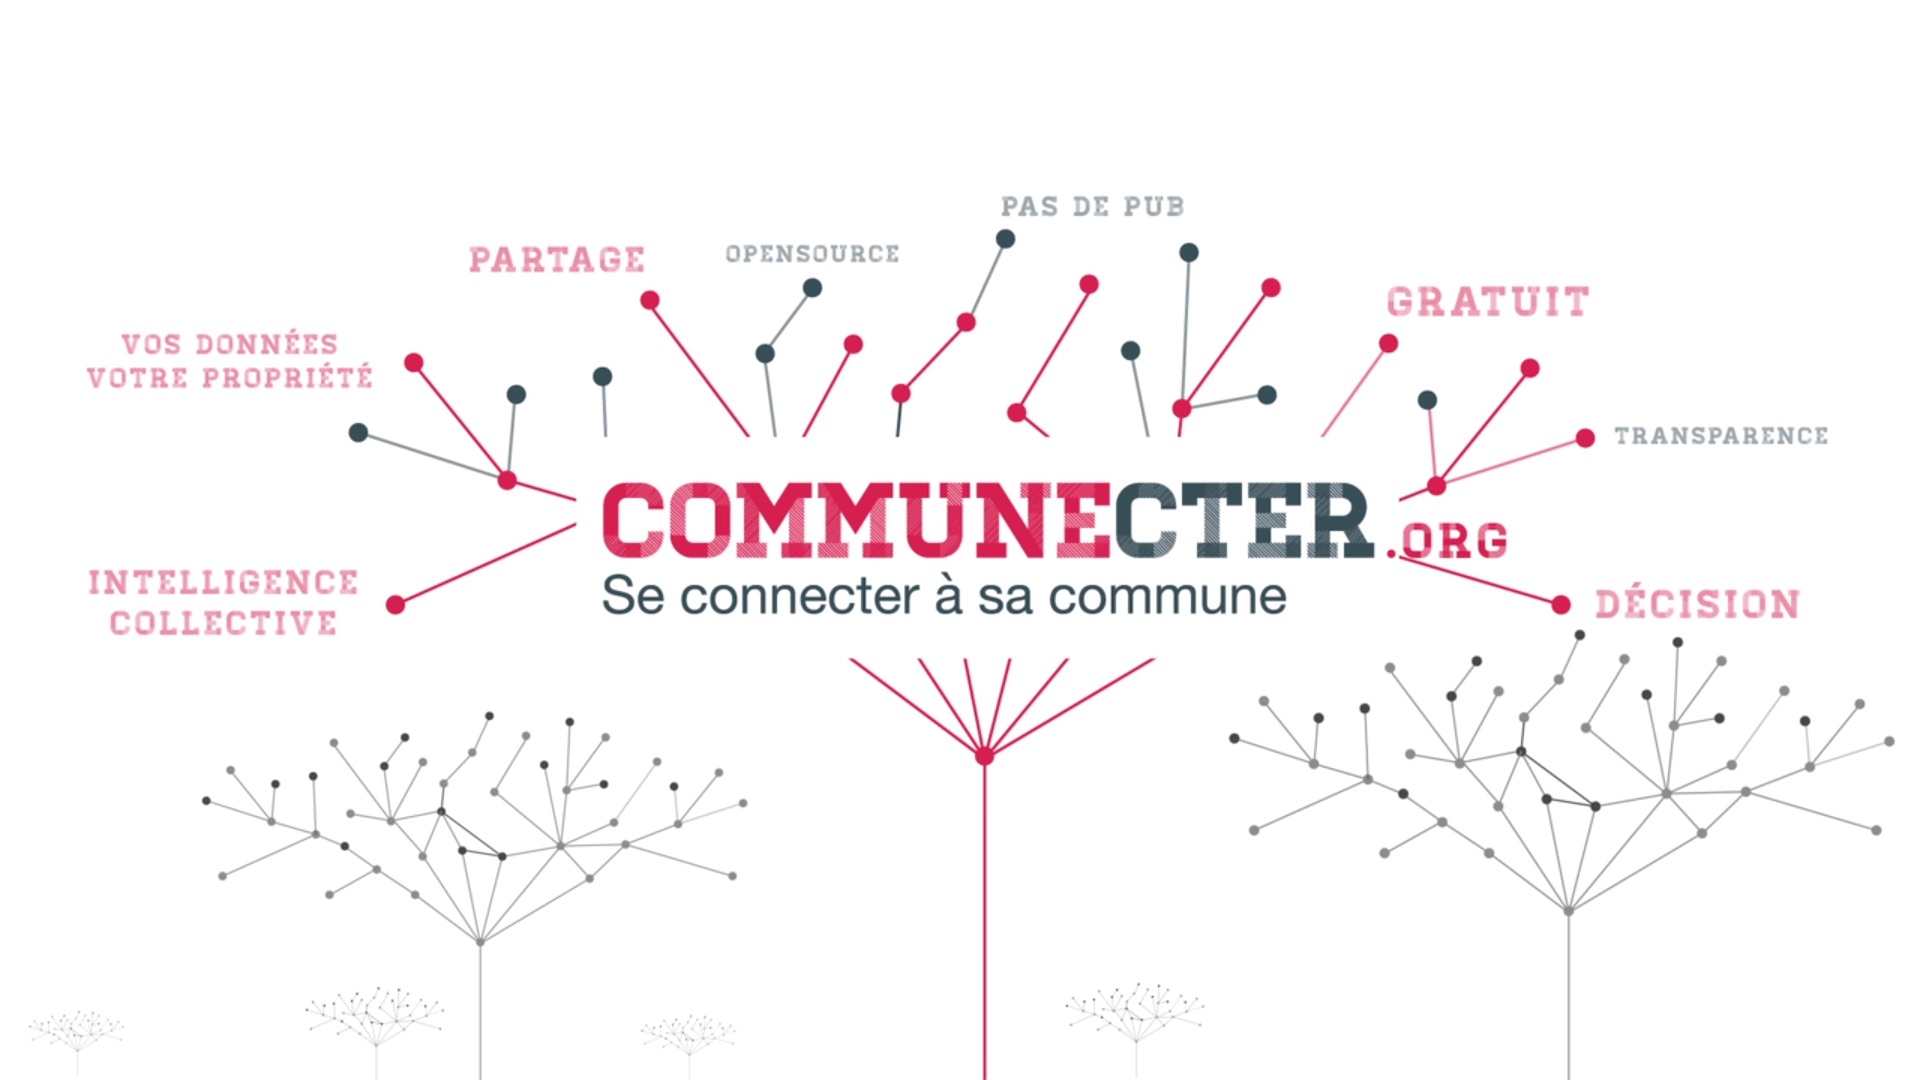 PAS DE PUB
PARTAGE
OPENSOURCE
GRATUIT
VOS DONNÉES
VOTRE PROPRIÉTÉ
TRANSPARENCE
COMMUNECTER.ORG
Se connecter à sa commune
INTELLIGENCE
COLLECTIVE
DÉCISION